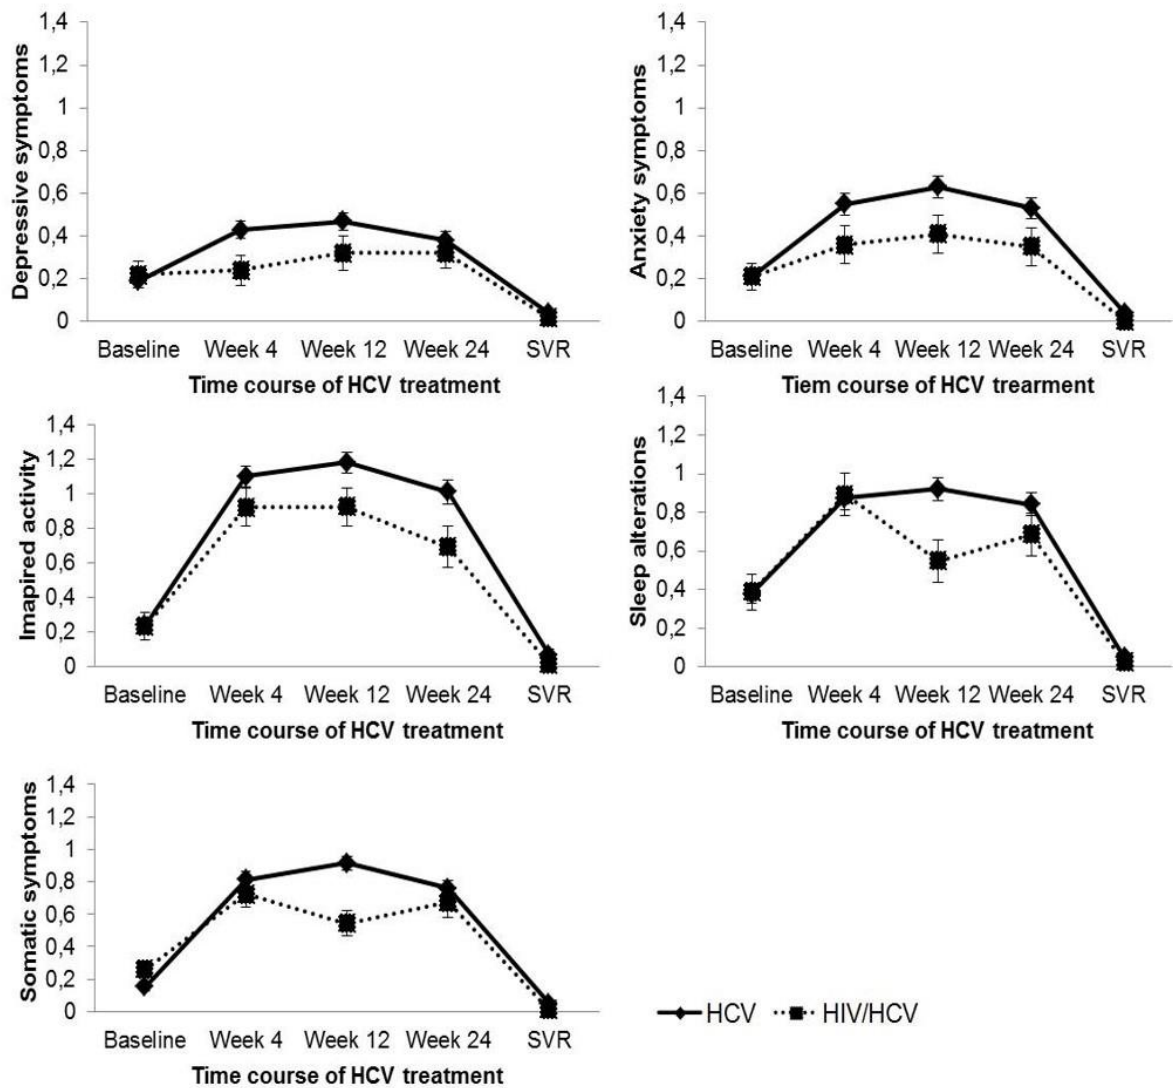 Depressive symptoms
1,4
1,2
1
0,8
0,6
0,4
0,2
0
Baseline Week 4 Week 12 Week 24 SVR
Time course of HCV treatment
Anxiety symptoms
1,4
1,2
1
0,8
0,6
0,4
0,2
0
Baseline Week 4 Week 12 Week 24 SVR
Tiem course of HCV trearment
Imapired activity
1,4
1,2
1
0,8
0,6
0,4
0,2
0
Baseline Week 4 Week 12 Week 24 SVR
Time course of HCV treatment
Sleep alterations
1,4
1,2
1
0,8
0,6
0,4
0,2
0
Baseline Week 4 Week 12 Week 24 SVR
Time course of HCV treatment
Somatic symptoms
1,4
1,2
1
0,8
0,6
0,4
0,2
0
Baseline Week 4 Week 12 Week 24 SVR
Time course of HCV treatment
HCV HIV/HCV